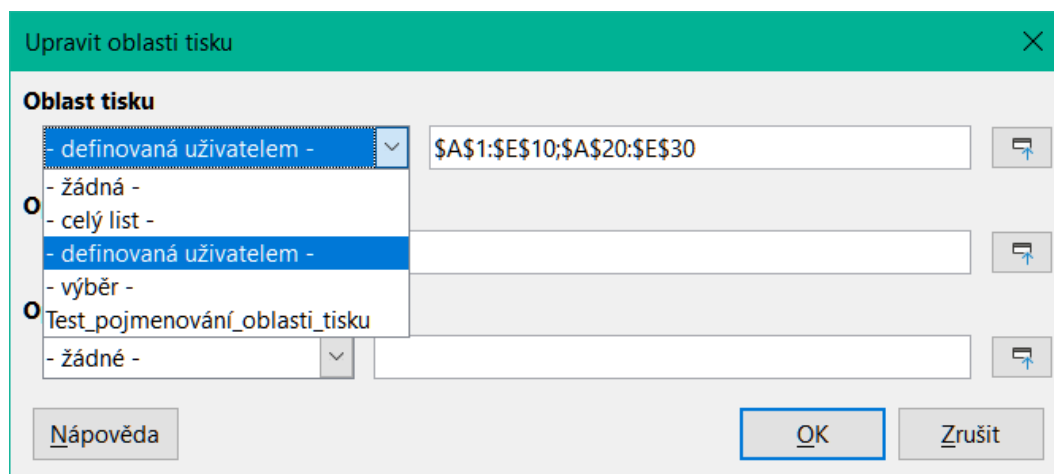 Upravit oblasti tisku
Oblast tisku
- definovaná uživatelem -
$A$1:$E$10;$A$20:$E$30
- žádná -
O
- celý list -
- definovaná uživatelem -
- výběr -
O
Test_pojmenování_oblasti_tisku
- žádné -
Nápověda
OK
Zrušit